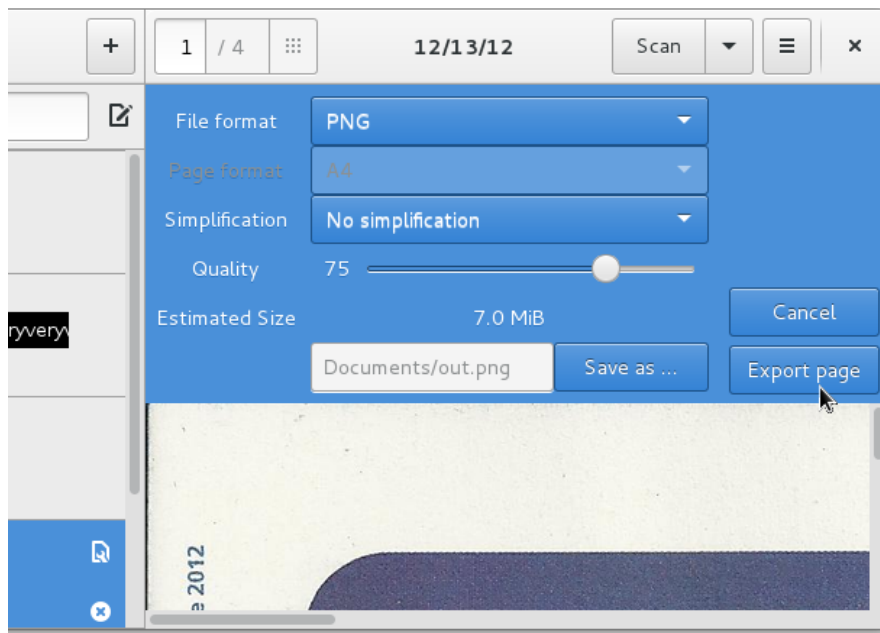 1 / 4 12/13/12 Scan
File format PNG
Page format A4
Simplification No simplification
Quality 75
Estimated Size 7.0 MiB Cancel
Documents/out.png Save as ... Export page
2012